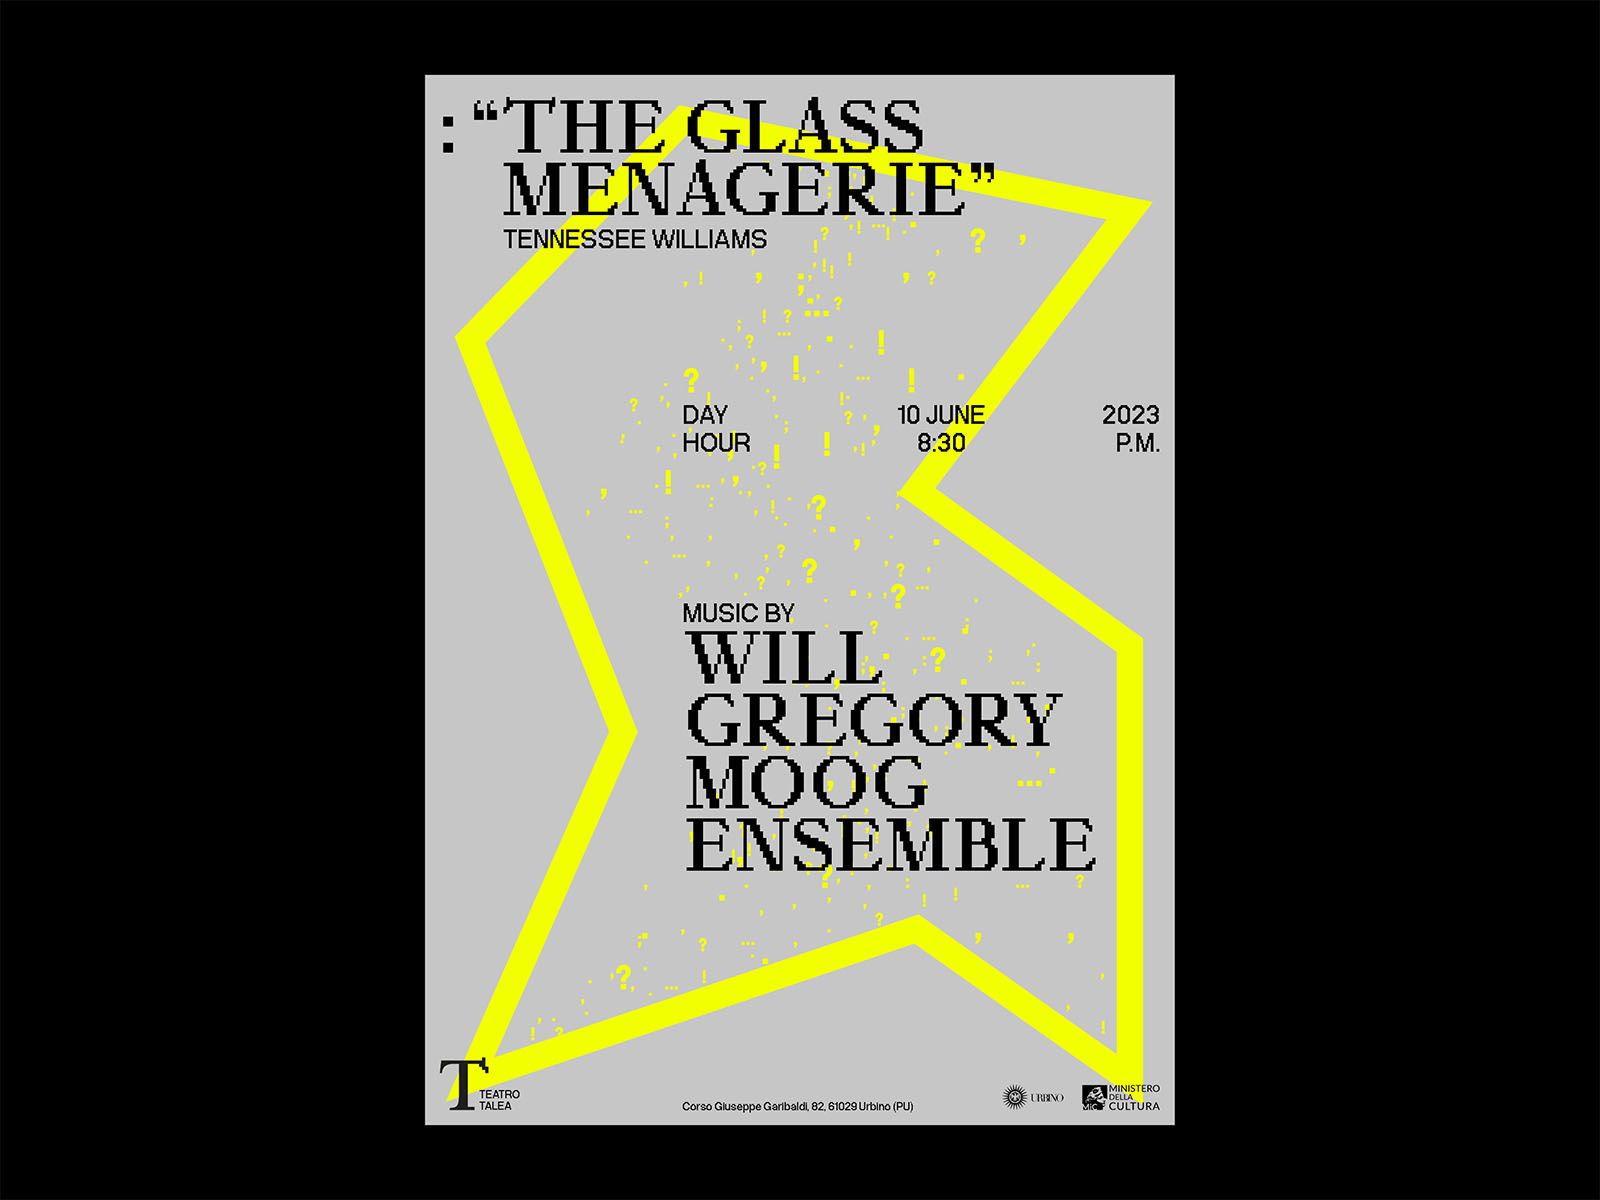 : “THE GLASS
MENAGERIE”
TENNESSEE WILLIAMS
DAY 10 JUNE 2023
HOUR 8:30 P.M.
MUSIC BY
WILL
GREGORY
MOOG
ENSEMBLE
T TEATRO
TALEA
Corso Giuseppe Garibaldi, 82, 61029 Urbino (PU)
URBINO
MiC
MINISTERO
DELLA
CULTURA